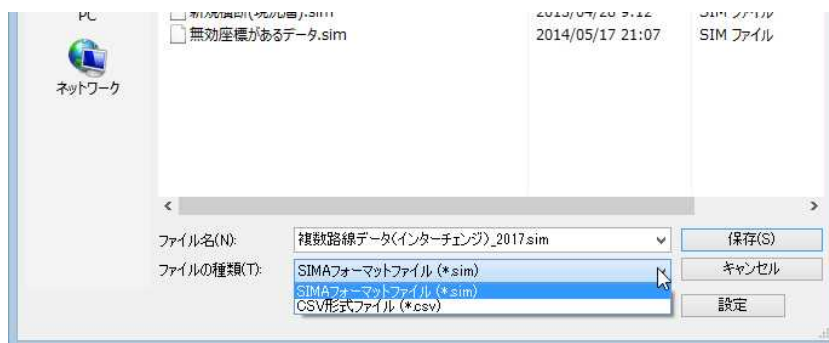 PC
無効座標があるデータ.sim
2014/05/17 21:07
SIM ファイル
ネットワーク
ファイル名(N):
複数路線データ(インターチェンジ)_2017.sim
保存(S)
ファイルの種類(T):
SIMAフォーマットファイル (*.sim)
キャンセル
SIMAフォーマットファイル (*.sim)
CSV形式ファイル (*.csv)
設定